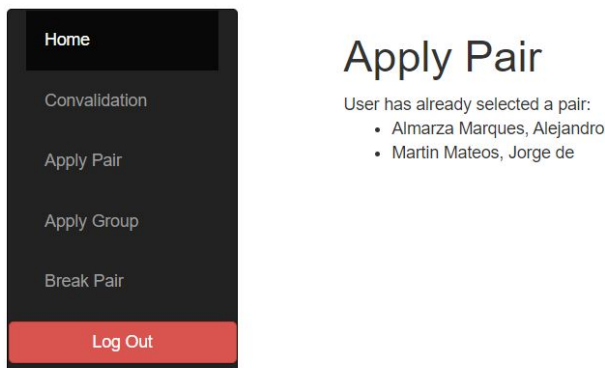 Home
Convalidation
Apply Pair
Apply Group
Break Pair
Log Out
Apply Pair
User has already selected a pair:
• Almarza Marques, Alejandro
• Martin Mateos, Jorge de